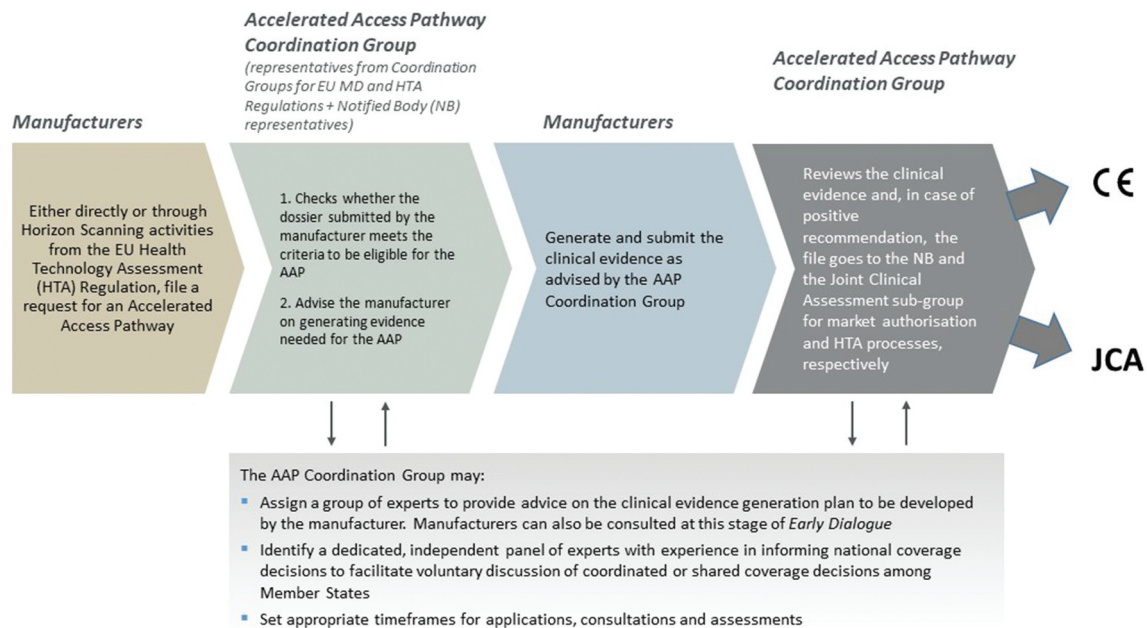 Manufacturers
Either directly or through
Horizon Scanning activities
from the EU Health
Technology Assessment
(HTA) Regulation, file a
request for an Accelerated
Access Pathway
Accelerated Access Pathway
Coordination Group
(representatives from Coordination
Groups for EU MD and HTA
Regulations + Notified Body (NB)
representatives)
1. Checks whether the
dossier submitted by the
manufacturer meets the
criteria to be eligible for the
AAP
2. Advise the manufacturer
on generating evidence
needed for the AAP
Manufacturers
Generate and submit the
clinical evidence as
advised by the AAP
Coordination Group
Accelerated Access Pathway
Coordination Group
Reviews the clinical
evidence and, in case of
positive
recommendation, the
file goes to the NB and
the Joint Clinical
Assessment sub-group
for market authorisation
and HTA processes,
respectively
CE
JCA
The AAP Coordination Group may:
▪ Assign a group of experts to provide advice on the clinical evidence generation plan to be developed
by the manufacturer. Manufacturers can also be consulted at this stage of Early Dialogue
▪ Identify a dedicated, independent panel of experts with experience in informing national coverage
decisions to facilitate voluntary discussion of coordinated or shared coverage decisions among
Member States
▪ Set appropriate timeframes for applications, consultations and assessments